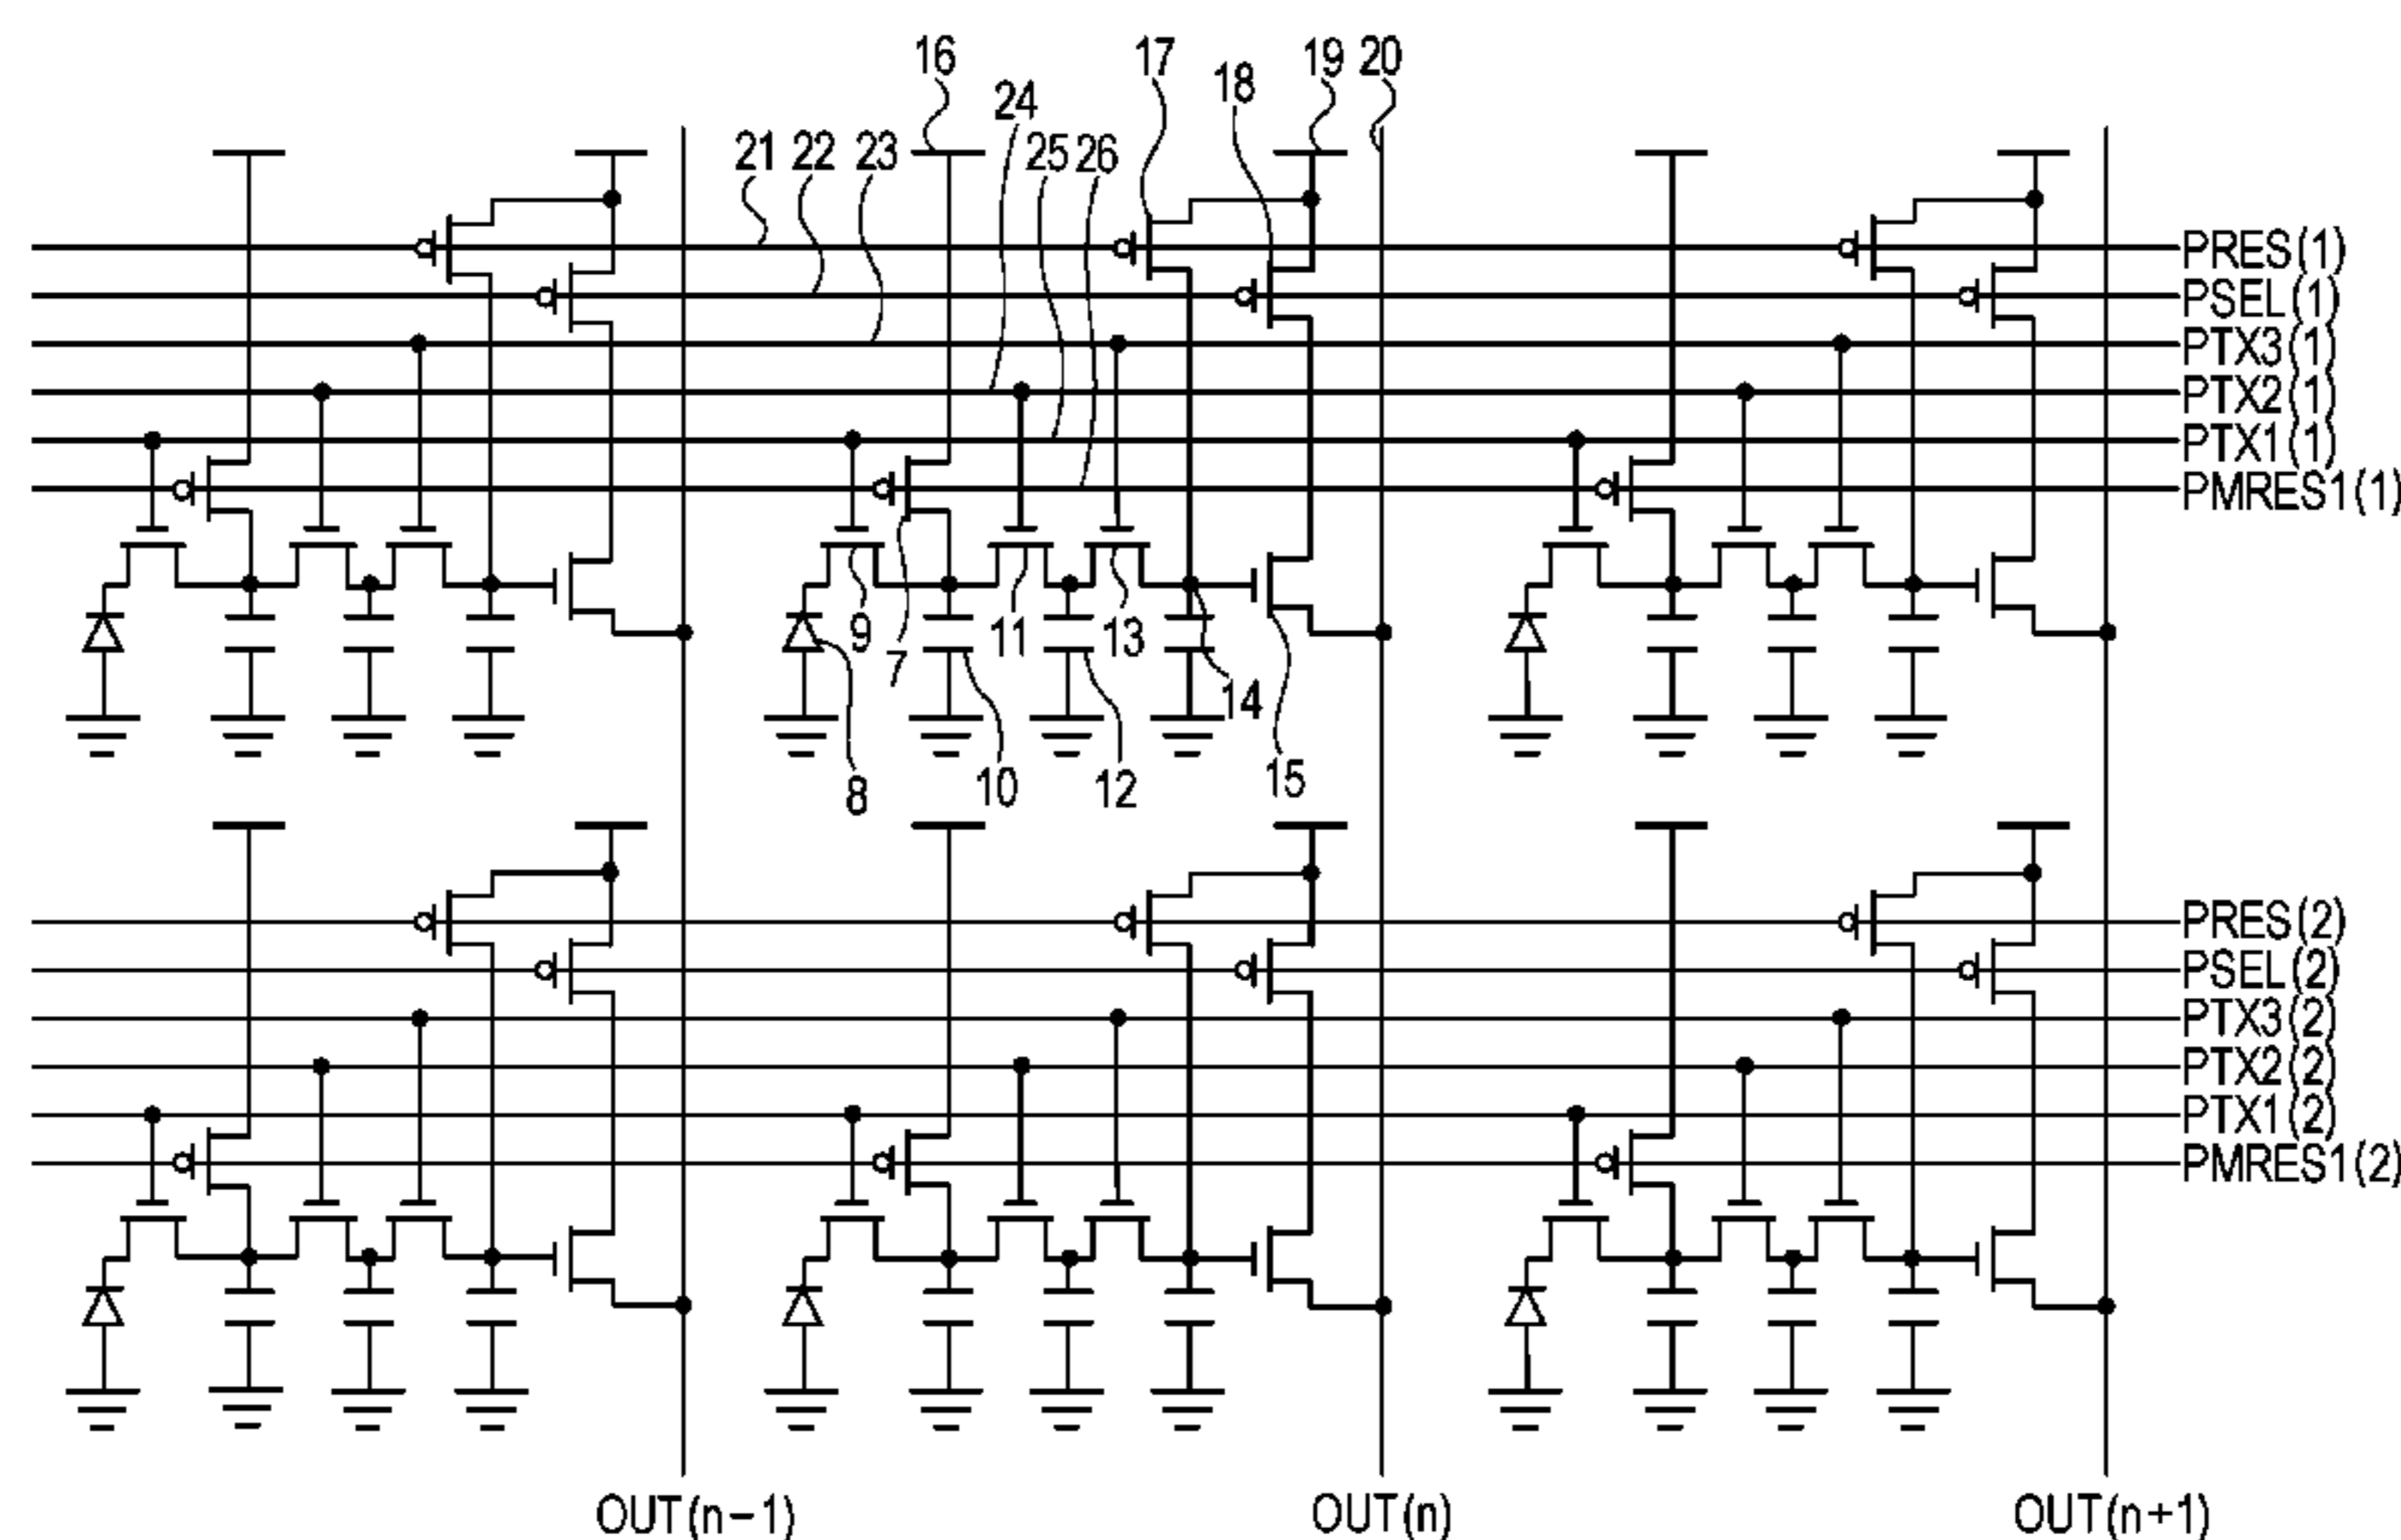 16 17 18 19 20
24
21 22 23 25 26
PRES(1)
PSEL(1)
PTX3(1)
PTX2(1)
PTX1(1)
PMRES1(1)
9 7 11 13 14
8 10 12 15
PRES(2)
PSEL(2)
PTX3(2)
PTX2(2)
PTX1(2)
PMRES1(2)
OUT(n-1) OUT(n) OUT(n+1)